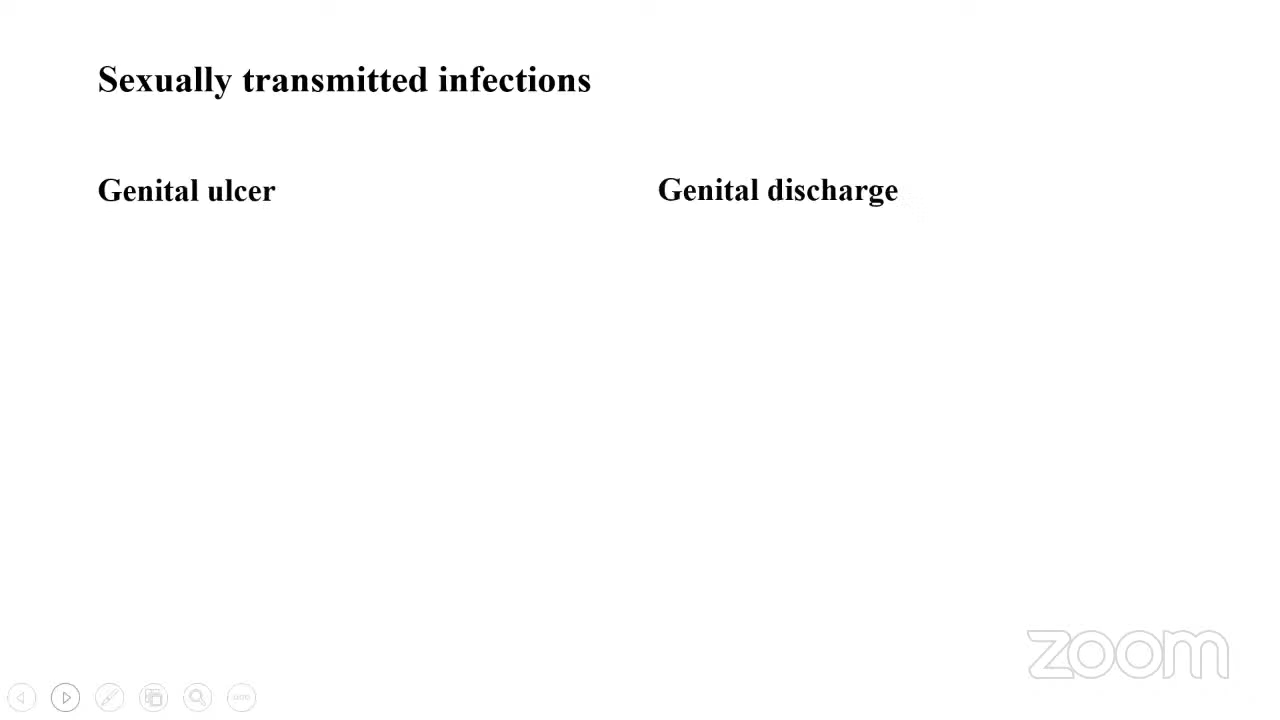 Sexually transmitted infections
Genital ulcer
Genital discharge
zoom